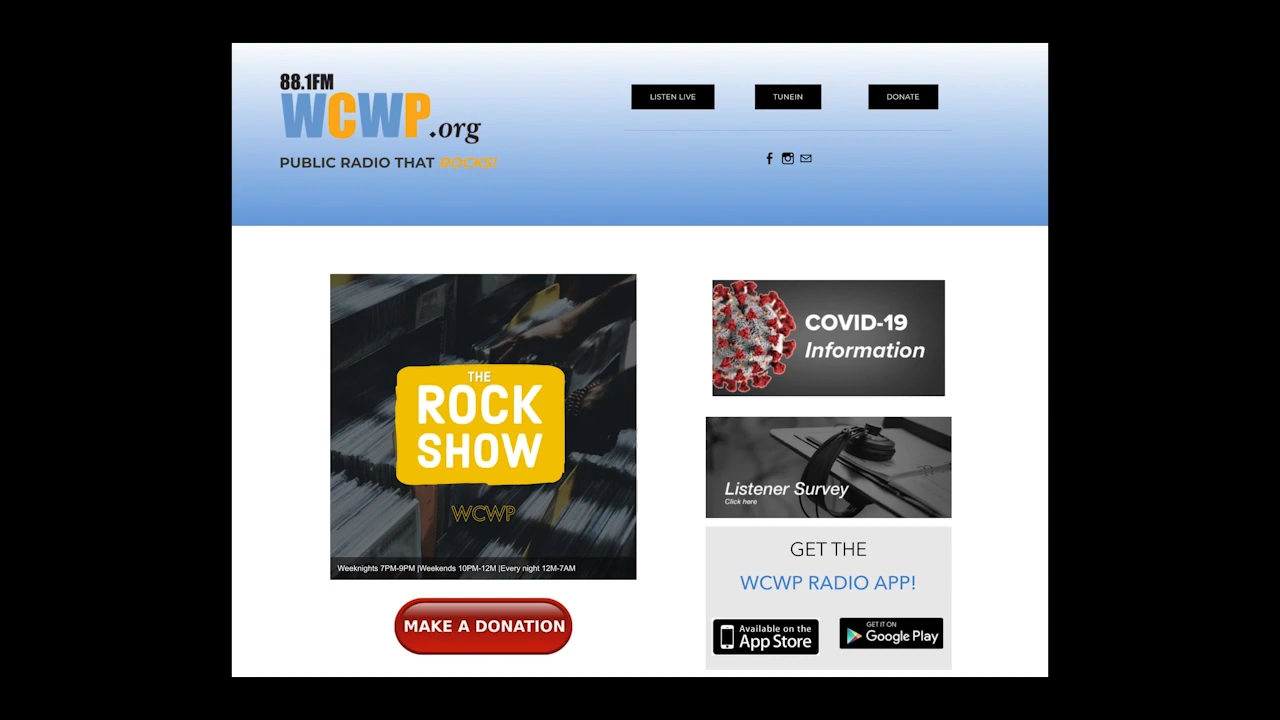 88.1FM
WCWP.org
PUBLIC RADIO THAT ROCKS!
LISTEN LIVE
TUNEIN
DONATE
THE
ROCK
SHOW
WCWP
Weeknights 7PM-9PM |Weekends 10PM-12M |Every night 12M-7AM
MAKE A DONATION
COVID-19
Information
Listener Survey
Click here
GET THE
WCWP RADIO APP!
Available on the
App Store
GET IT ON
Google Play